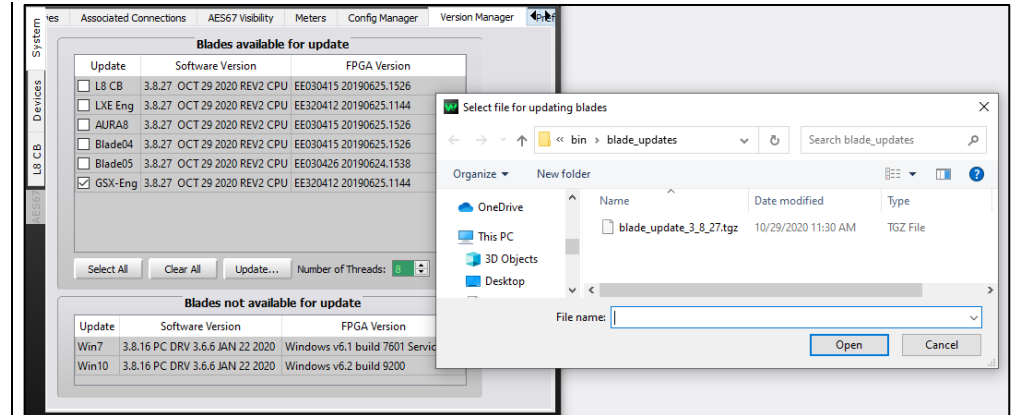 ies Associated Connections AES67 Visibility Meters Config Manager Version Manager Pref
System
Devices
L8 CB
AES67
Blades available for update
Update Software Version FPGA Version
L8 CB 3.8.27 OCT 29 2020 REV2 CPU EE030415 20190625.1526
LXE Eng 3.8.27 OCT 29 2020 REV2 CPU EE320412 20190625.1144
AURA8 3.8.27 OCT 29 2020 REV2 CPU EE030415 20190625.1526
Blade04 3.8.27 OCT 29 2020 REV2 CPU EE030415 20190625.1526
Blade05 3.8.27 OCT 29 2020 REV2 CPU EE030426 20190624.1538
GSX-Eng 3.8.27 OCT 29 2020 REV2 CPU EE320412 20190625.1144
Select All Clear All Update... Number of Threads: 8
Blades not available for update
Update Software Version FPGA Version
Win7 3.8.16 PC DRV 3.6.6 JAN 22 2020 Windows v6.1 build 7601 Servic
Win10 3.8.16 PC DRV 3.6.6 JAN 22 2020 Windows v6.2 build 9200
Select file for updating blades
« bin › blade_updates Search blade_updates
Organize New folder
OneDrive
This PC
3D Objects
Desktop
Name Date modified Type
blade_update_3_8_27.tgz 10/29/2020 11:30 AM TGZ File
File name:
Open Cancel